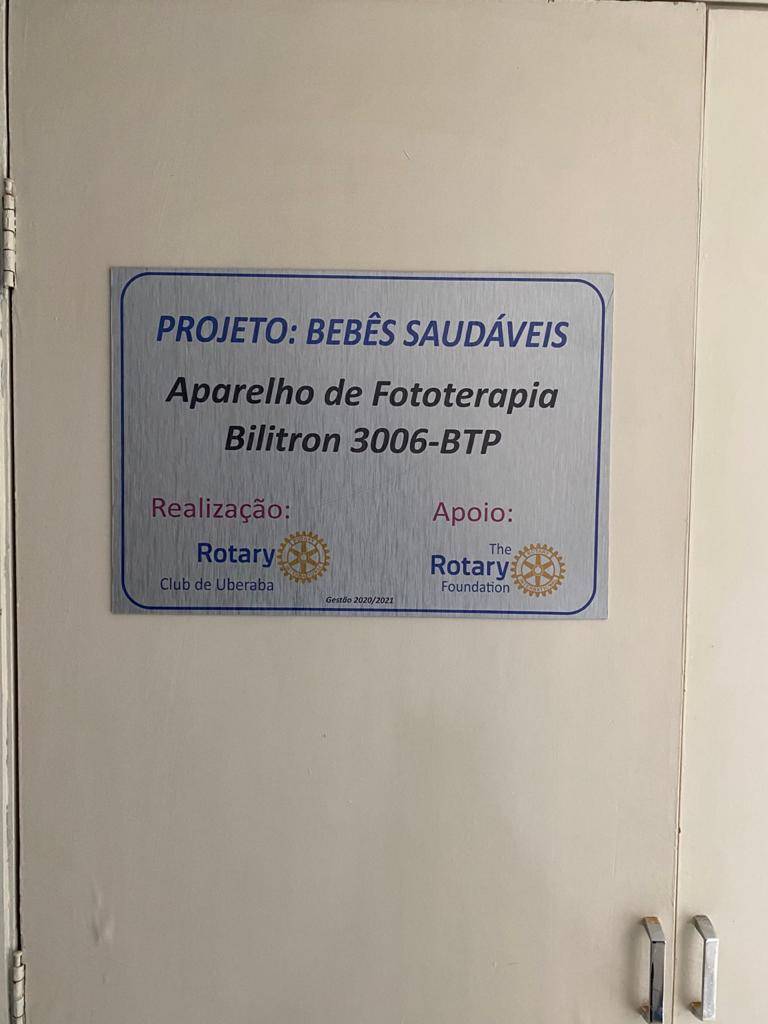 PROJETO: BEBÊS SAUDÁVEIS
Aparelho de Fototerapia
Bilitron 3006-BTP
Realização:
Rotary
Club de Uberaba
Apoio:
The
Rotary
Foundation
Gestão 2020/2021